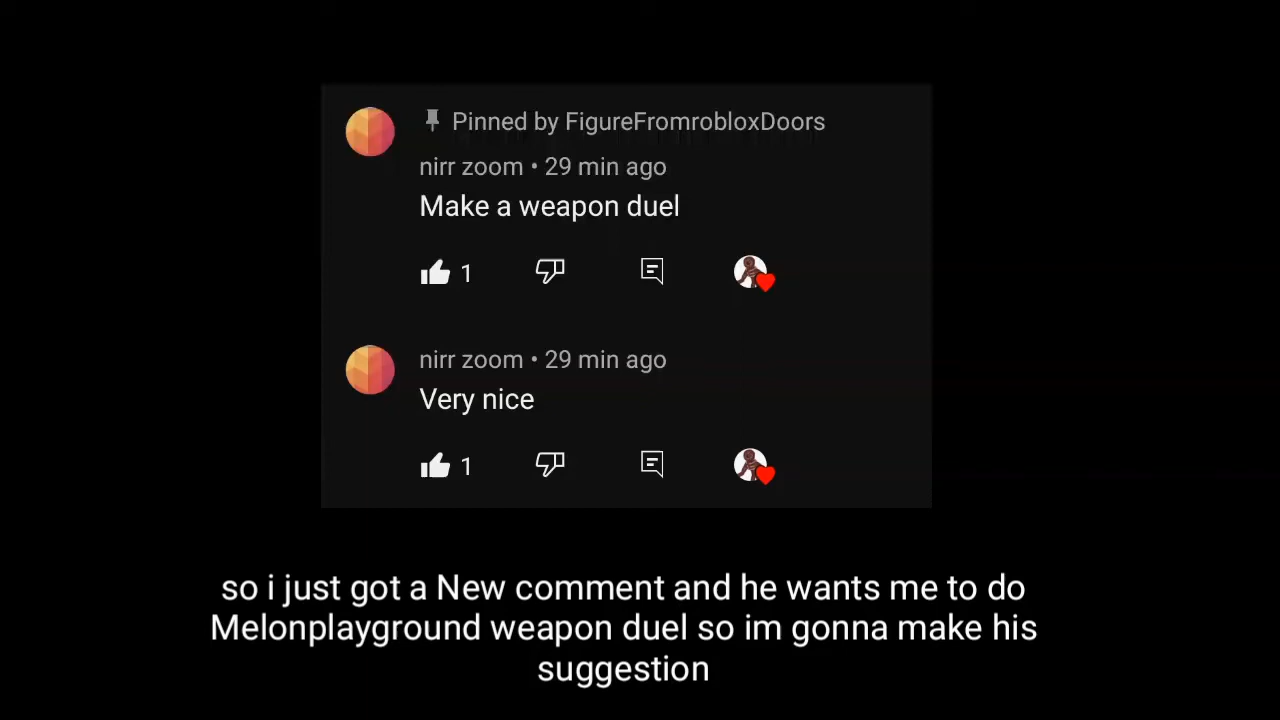 Pinned by FigureFromrobloxDoors
nirr zoom • 29 min ago
Make a weapon duel
1
nirr zoom • 29 min ago
Very nice
1
so i just got a New comment and he wants me to do
Melonplayground weapon duel so im gonna make his
suggestion